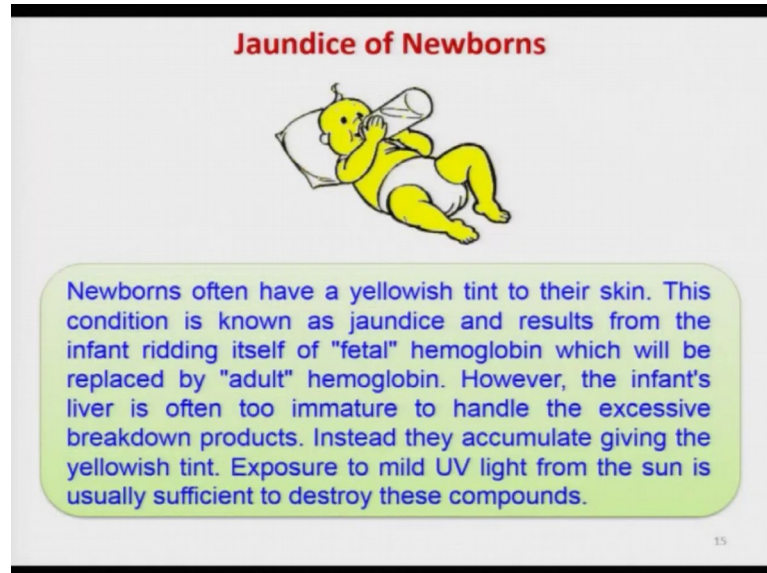 Jaundice of Newborns
Newborns often have a yellowish tint to their skin. This
condition is known as jaundice and results from the
infant ridding itself of "fetal" hemoglobin which will be
replaced by "adult" hemoglobin. However, the infant's
liver is often too immature to handle the excessive
breakdown products. Instead they accumulate giving the
yellowish tint. Exposure to mild UV light from the sun is
usually sufficient to destroy these compounds.
15